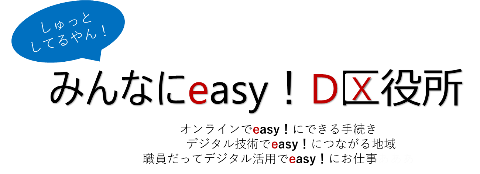 しゅっと
してるやん！
みんなにeasy！DX区役所
オンラインでeasy！にできる手続き
デジタル技術でeasy！につながる地域
職員だってデジタル活用でeasy！にお仕事